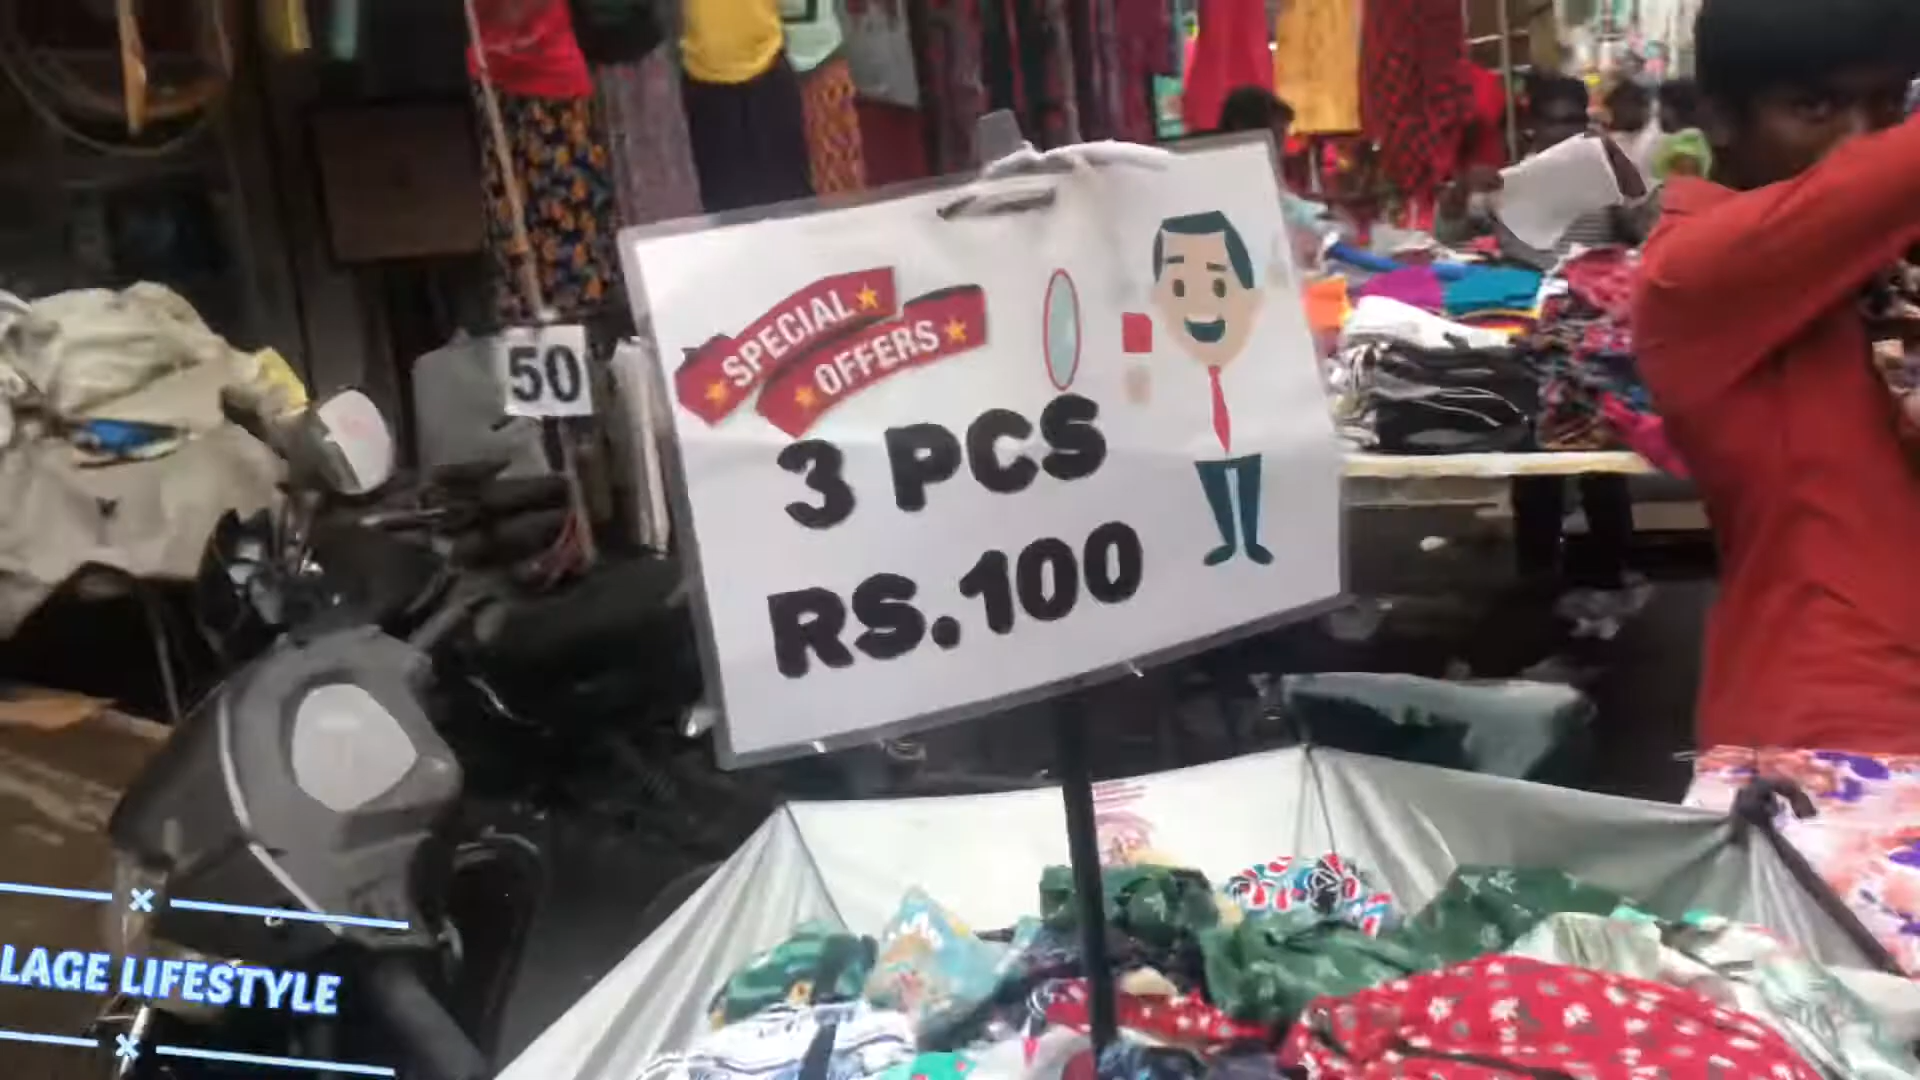 SPECIAL
OFFERS
3 PCS
RS.100
50
LAGE LIFESTYLE